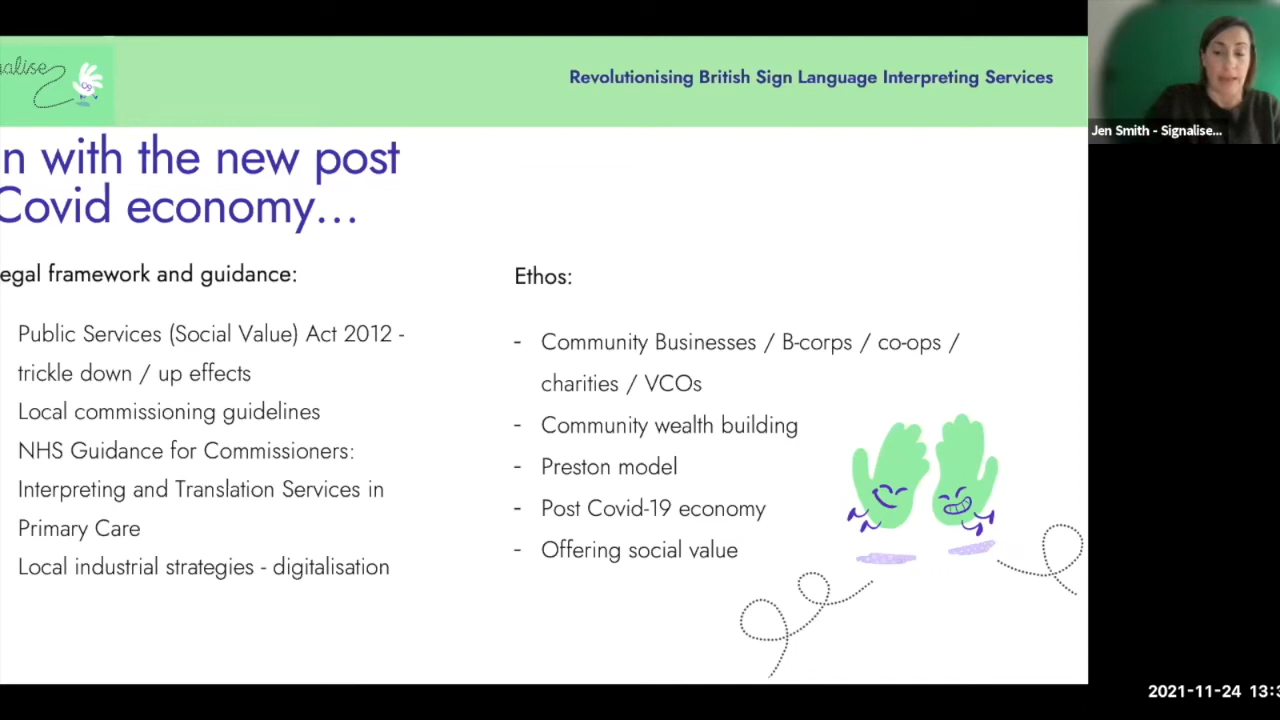 alise
Revolutionising British Sign Language Interpreting Services
Jen Smith - Signalise...
n with the new post
Covid economy...
egal framework and guidance:
Public Services (Social Value) Act 2012 -
trickle down / up effects
Local commissioning guidelines
NHS Guidance for Commissioners:
Interpreting and Translation Services in
Primary Care
Local industrial strategies - digitalisation
Ethos:
- Community Businesses / B-corps / co-ops /
charities / VCOs
- Community wealth building
- Preston model
- Post Covid-19 economy
- Offering social value
2021-11-24 13:3